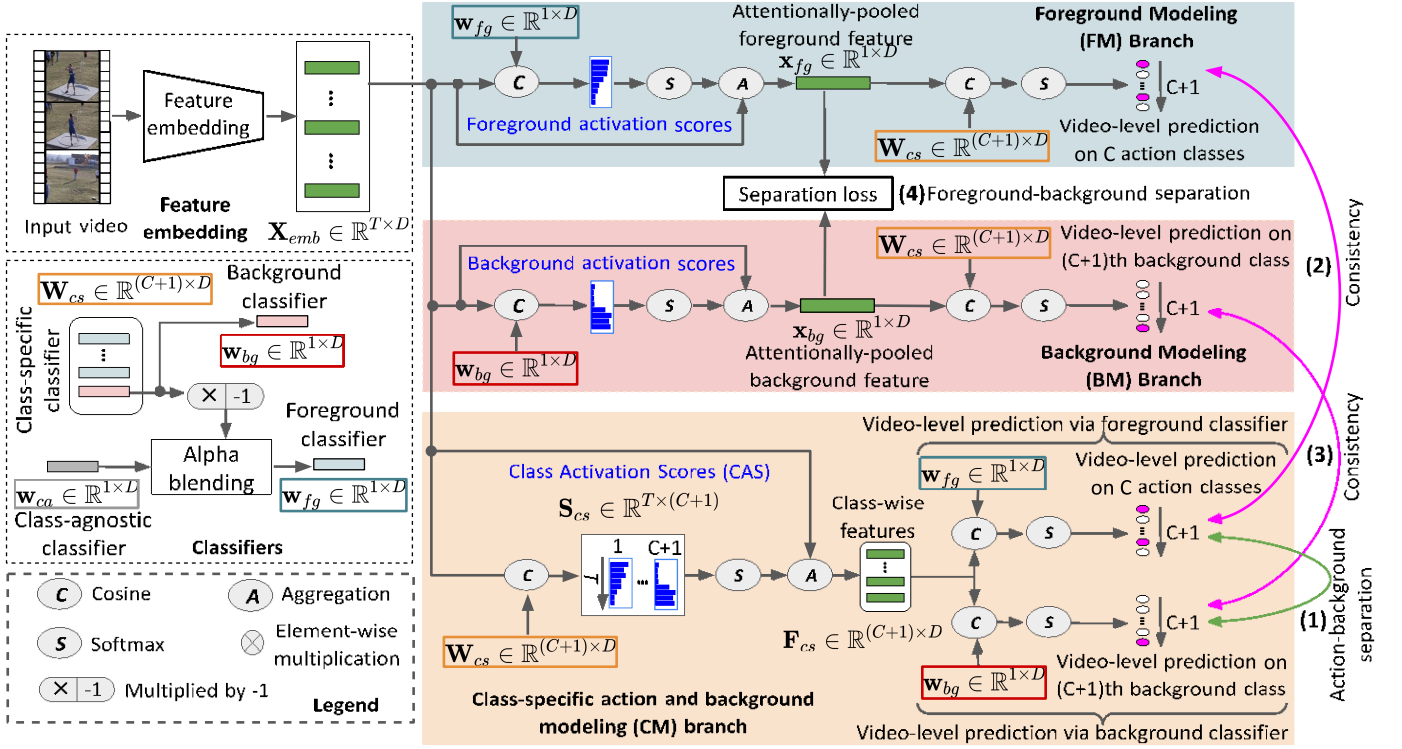 Input video
Feature
embedding
Feature
embedding
X_emb ∈ ℝ^{T×D}
W_cs ∈ ℝ^{(C+1)×D}
Class-specific
classifier
Background
classifier
w_bg ∈ ℝ^{1×D}
× -1
Foreground
classifier
Alpha
blending
w_ca ∈ ℝ^{1×D}
w_fg ∈ ℝ^{1×D}
Class-agnostic
classifier
Classifiers
C Cosine
A Aggregation
S Softmax
Element-wise
multiplication
× -1 Multiplied by -1
Legend
w_fg ∈ ℝ^{1×D}
Attentionally-pooled
foreground feature
x_fg ∈ ℝ^{1×D}
Foreground Modeling
(FM) Branch
C S A C S
C+1
Foreground activation scores
W_cs ∈ ℝ^{(C+1)×D}
Video-level prediction
on C action classes
Separation loss
(4) Foreground-background separation
Background activation scores
W_cs ∈ ℝ^{(C+1)×D}
Video-level prediction on
(C+1)th background class
C S A C S
C+1
w_bg ∈ ℝ^{1×D}
x_bg ∈ ℝ^{1×D}
Attentionally-pooled
background feature
Background Modeling
(BM) Branch
Video-level prediction via foreground classifier
Class Activation Scores (CAS)
S_cs ∈ ℝ^{T×(C+1)}
w_fg ∈ ℝ^{1×D}
Video-level prediction
on C action classes
Class-wise
features
1 C+1
T
C S A
C S
C+1
C S
C+1
W_cs ∈ ℝ^{(C+1)×D}
F_cs ∈ ℝ^{(C+1)×D}
w_bg ∈ ℝ^{1×D}
Video-level prediction on
(C+1)th background class
Class-specific action and background
modeling (CM) branch
Video-level prediction via background classifier
(2)
Consistency
(3)
Consistency
(1)
Action-background
separation